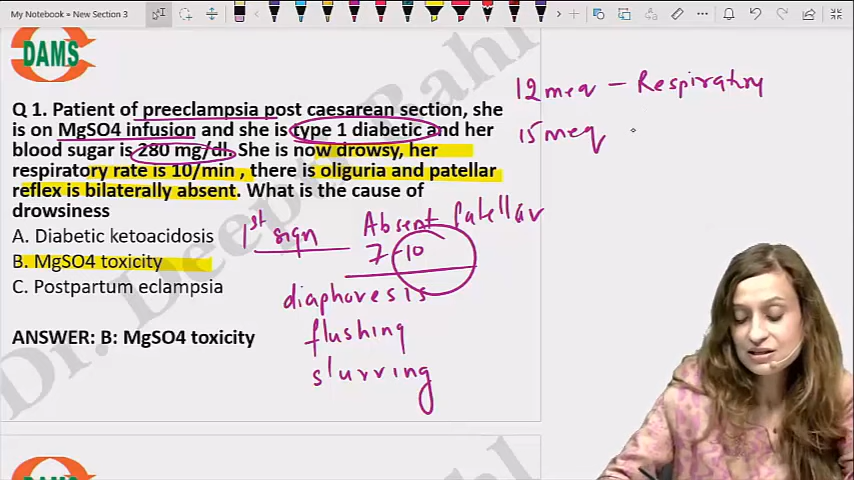 My Notebook - New Section 3
DAMS
Q 1. Patient of preeclampsia post caesarean section, she
is on MgSO4 infusion and she is type 1 diabetic and her
blood sugar is 280 mg/dl. She is now drowsy, her
respiratory rate is 10/min , there is oliguria and patellar
reflex is bilaterally absent. What is the cause of
drowsiness
A. Diabetic ketoacidosis
B. MgSO4 toxicity
C. Postpartum eclampsia
ANSWER: B: MgSO4 toxicity
1st sign
Absent Patellar
7-10
diaphoresis
flushing
slurring
12 meq - Respiratory
15 meq
DAMS